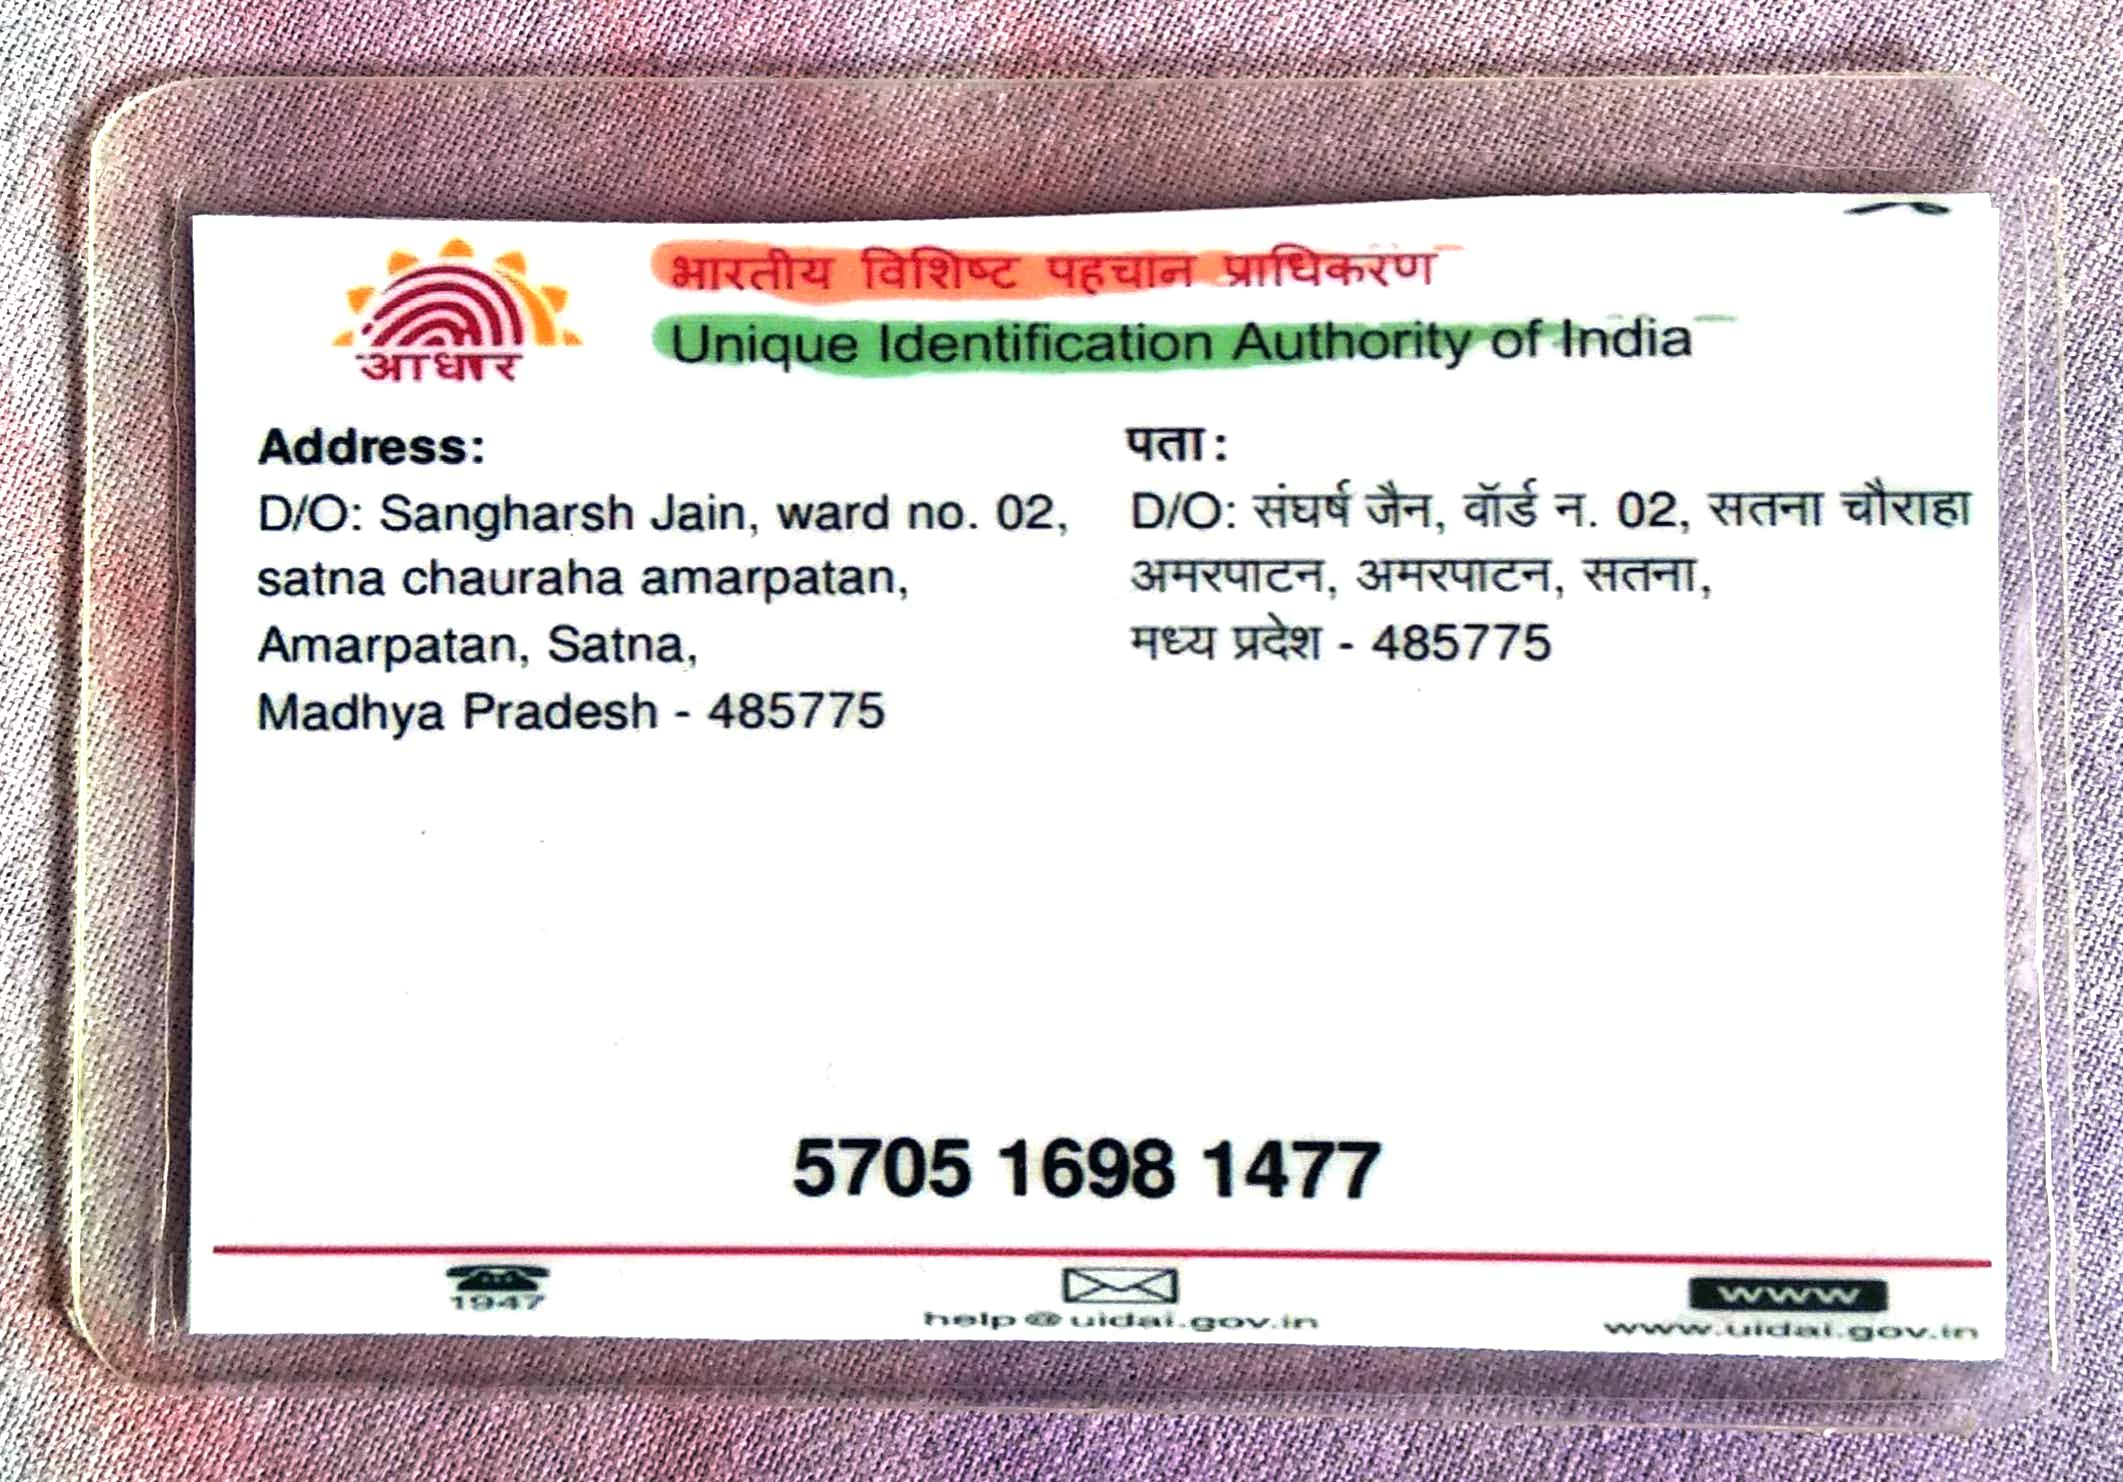 आधार
भारतीय विशिष्ट पहचान प्राधिकरण
Unique Identification Authority of India
Address:
D/O: Sangharsh Jain, ward no. 02,
satna chauraha amarpatan,
Amarpatan, Satna,
Madhya Pradesh - 485775
पता :
D/O: संघर्ष जैन, वॉर्ड न. 02, सतना चौराहा
अमरपाटन, अमरपाटन, सतना,
मध्य प्रदेश - 485775
5705 1698 1477
1947
help@uidai.gov.in
www
www.uidai.gov.in